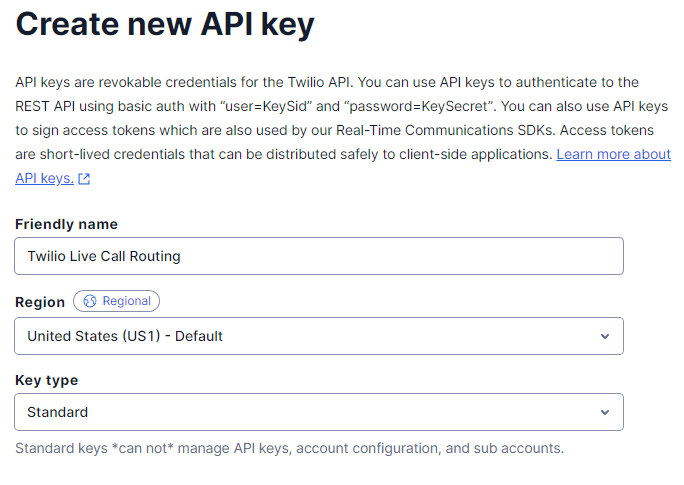 Create new API key
API keys are revokable credentials for the Twilio API. You can use API keys to authenticate to the
REST API using basic auth with “user=KeySid” and “password=KeySecret”. You can also use API keys
to sign access tokens which are also used by our Real-Time Communications SDKs. Access tokens
are short-lived credentials that can be distributed safely to client-side applications. Learn more about
API keys.
Friendly name
Twilio Live Call Routing
Region Regional
United States (US1) - Default
Key type
Standard
Standard keys *can not* manage API keys, account configuration, and sub accounts.